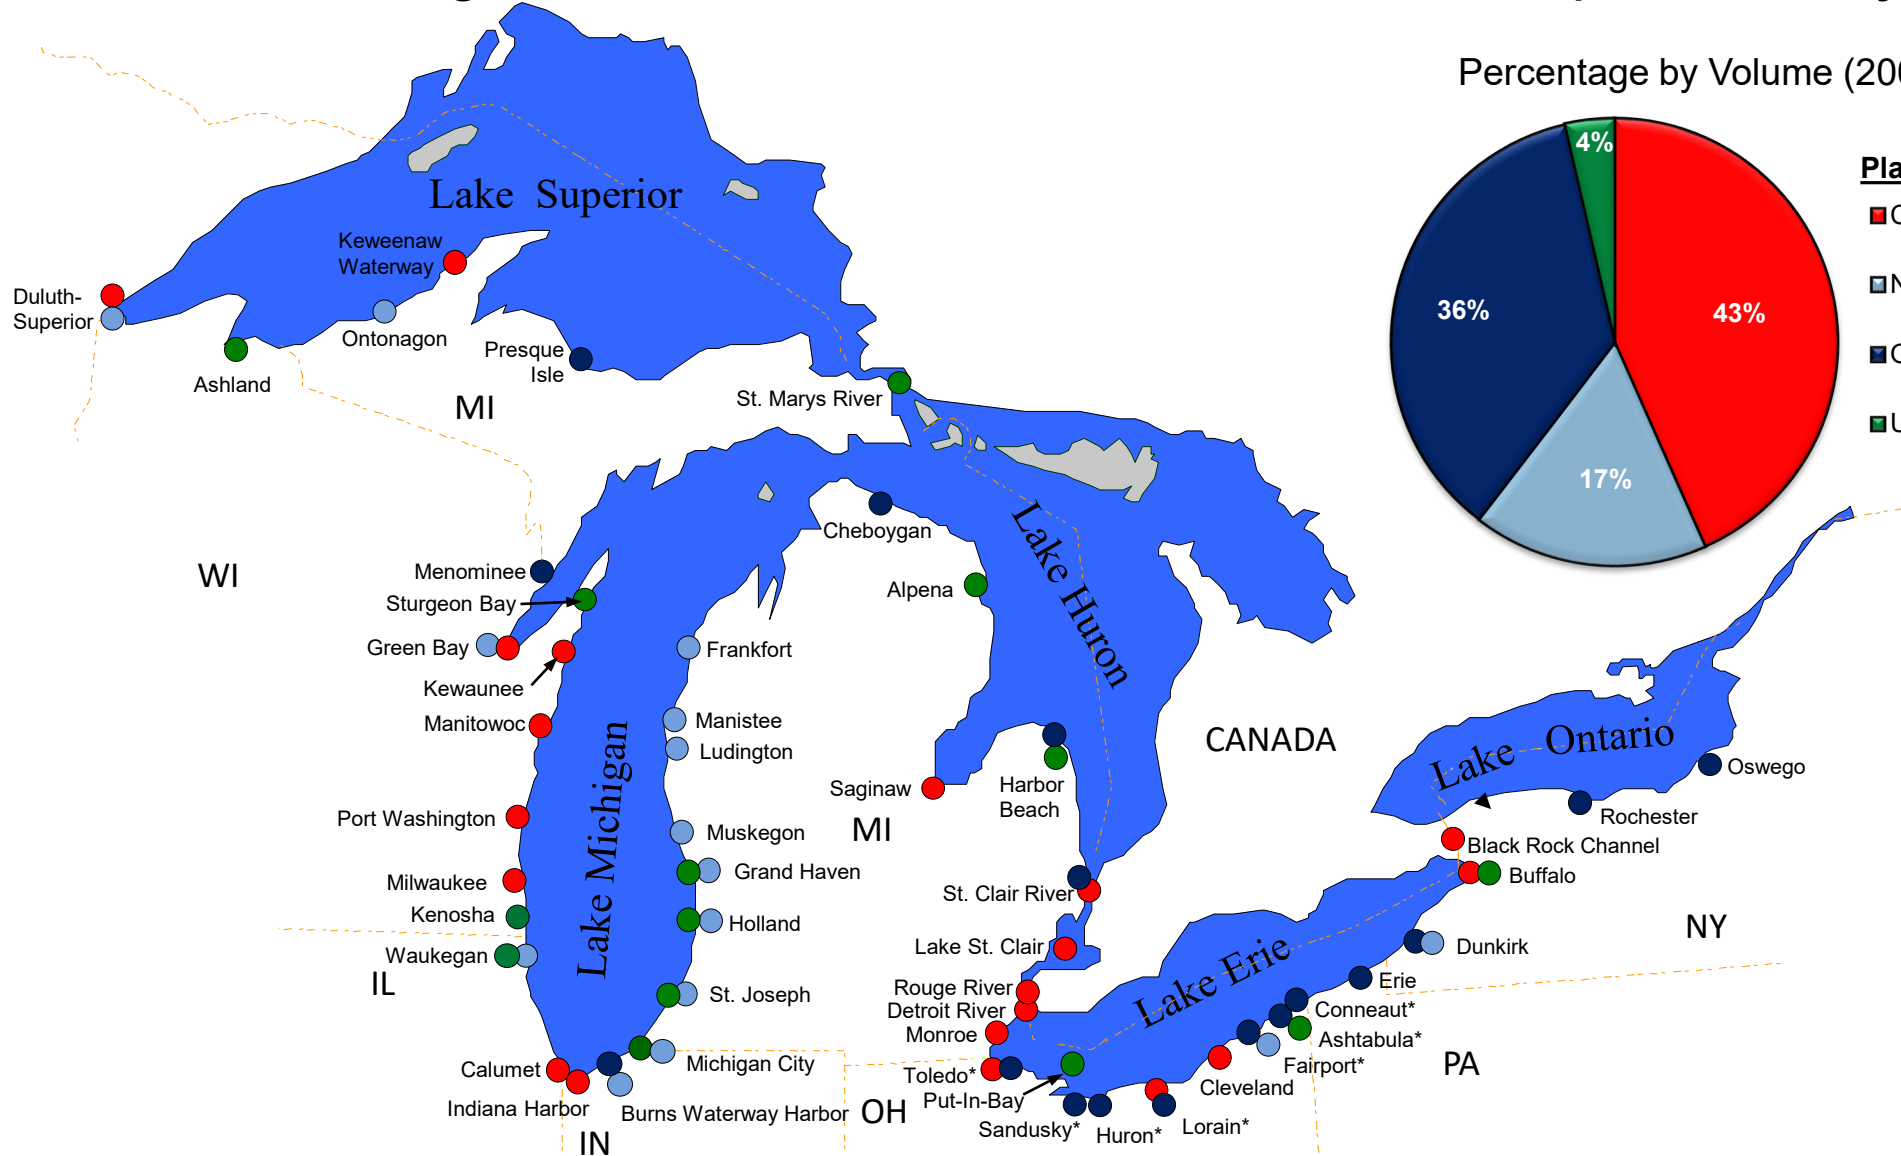 Percentage by Volume (200
4%
43%
36%
17%
Lake Superior
Keweenaw
Waterway
Duluth-
Superior
Ontonagon
Presque
Isle
Ashland
MI
St. Marys River
Lake Huron
Cheboygan
WI
Menominee
Sturgeon Bay
Alpena
Green Bay
Frankfort
Kewaunee
Manitowoc
Manistee
Ludington
Lake Michigan
CANADA
Lake Ontario
Oswego
Saginaw
Harbor
Beach
MI
Rochester
Port Washington
Muskegon
Black Rock Channel
Milwaukee
Grand Haven
Buffalo
St. Clair River
Kenosha
Holland
NY
Waukegan
Lake St. Clair
Dunkirk
IL
Lake Erie
St. Joseph
Rouge River
Erie
Detroit River
Conneaut*
Monroe
Ashtabula*
Calumet
Michigan City
Toledo*
Fairport*
PA
Put-In-Bay
Cleveland
Indiana Harbor
Burns Waterway Harbor
OH
Sandusky*
Huron*
Lorain*
IN